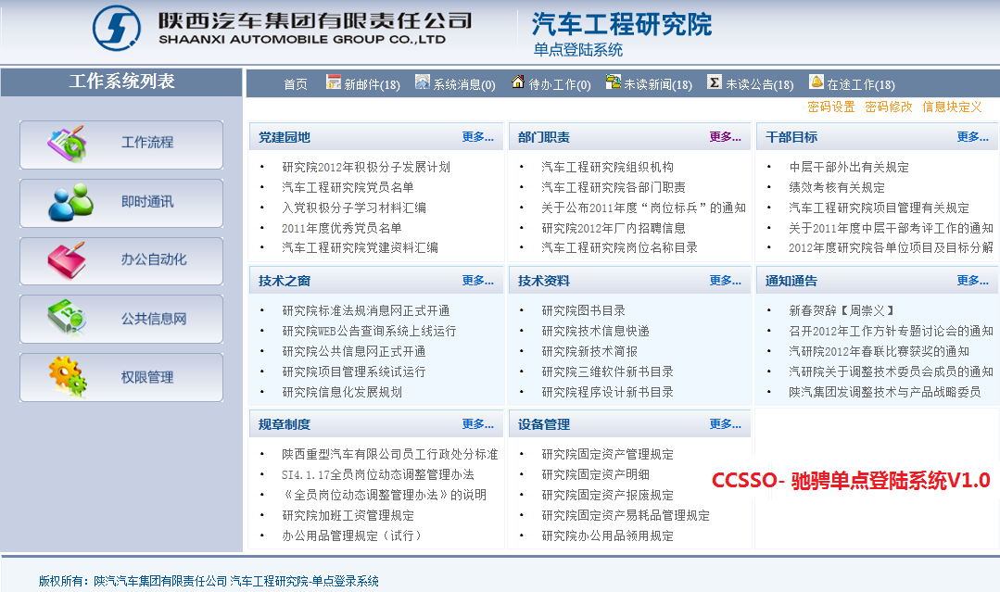 陕西汽车集团有限责任公司
SHAANXI AUTOMOBILE GROUP CO.,LTD
汽车工程研究院
单点登陆系统
工作系统列表
首页 新邮件(18) 系统消息(0) 待办工作(0) 未读新闻(18) 未读公告(18) 在途工作(18)
密码设置 密码修改 信息块定义
工作流程
即时通讯
办公自动化
公共信息网
权限管理
党建园地 更多...
研究院2012年积极分子发展计划
汽车工程研究院党员名单
入党积极分子学习材料汇编
2011年度优秀党员名单
汽车工程研究院党建资料汇编
部门职责 更多...
汽车工程研究院组织机构
汽车工程研究院各部门职责
关于公布2011年度“岗位标兵”的通知
研究院2012年厂内招聘信息
汽车工程研究院岗位名称目录
干部目标 更多...
中层干部外出有关规定
绩效考核有关规定
汽车工程研究院项目管理有关规定
关于2011年度中层干部考评工作的通知
2012年度研究院各单位项目及目标分解
技术之窗 更多...
研究院标准法规消息网正式开通
研究院WEB公告查询系统上线运行
研究院公共信息网正式开通
研究院项目管理系统试运行
研究院信息化发展规划
技术资料 更多...
研究院图书目录
研究院技术信息快递
研究院新技术简报
研究院三维软件新书目录
研究院程序设计新书目录
通知通告 更多...
新春贺辞【周崇义】
召开2012年工作方针专题讨论会的通知
汽研院2012年春联比赛获奖的通知
汽研院关于调整技术委员会成员的通知
陕汽集团发调整技术与产品战略委员
规章制度 更多...
陕西重型汽车有限公司员工行政处分标准
SI4.1.17全员岗位动态调整管理办法
《全员岗位动态调整管理办法》的说明
研究院加班工资管理规定
办公用品管理规定（试行）
设备管理 更多...
研究院固定资产管理规定
研究院固定资产明细
研究院固定资产报废规定
研究院固定资产易耗品管理规定
研究院办公用品领用规定
CCSSO- 驰骋单点登陆系统V1.0
版权所有：陕汽汽车集团有限责任公司 汽车工程研究院-单点登录系统